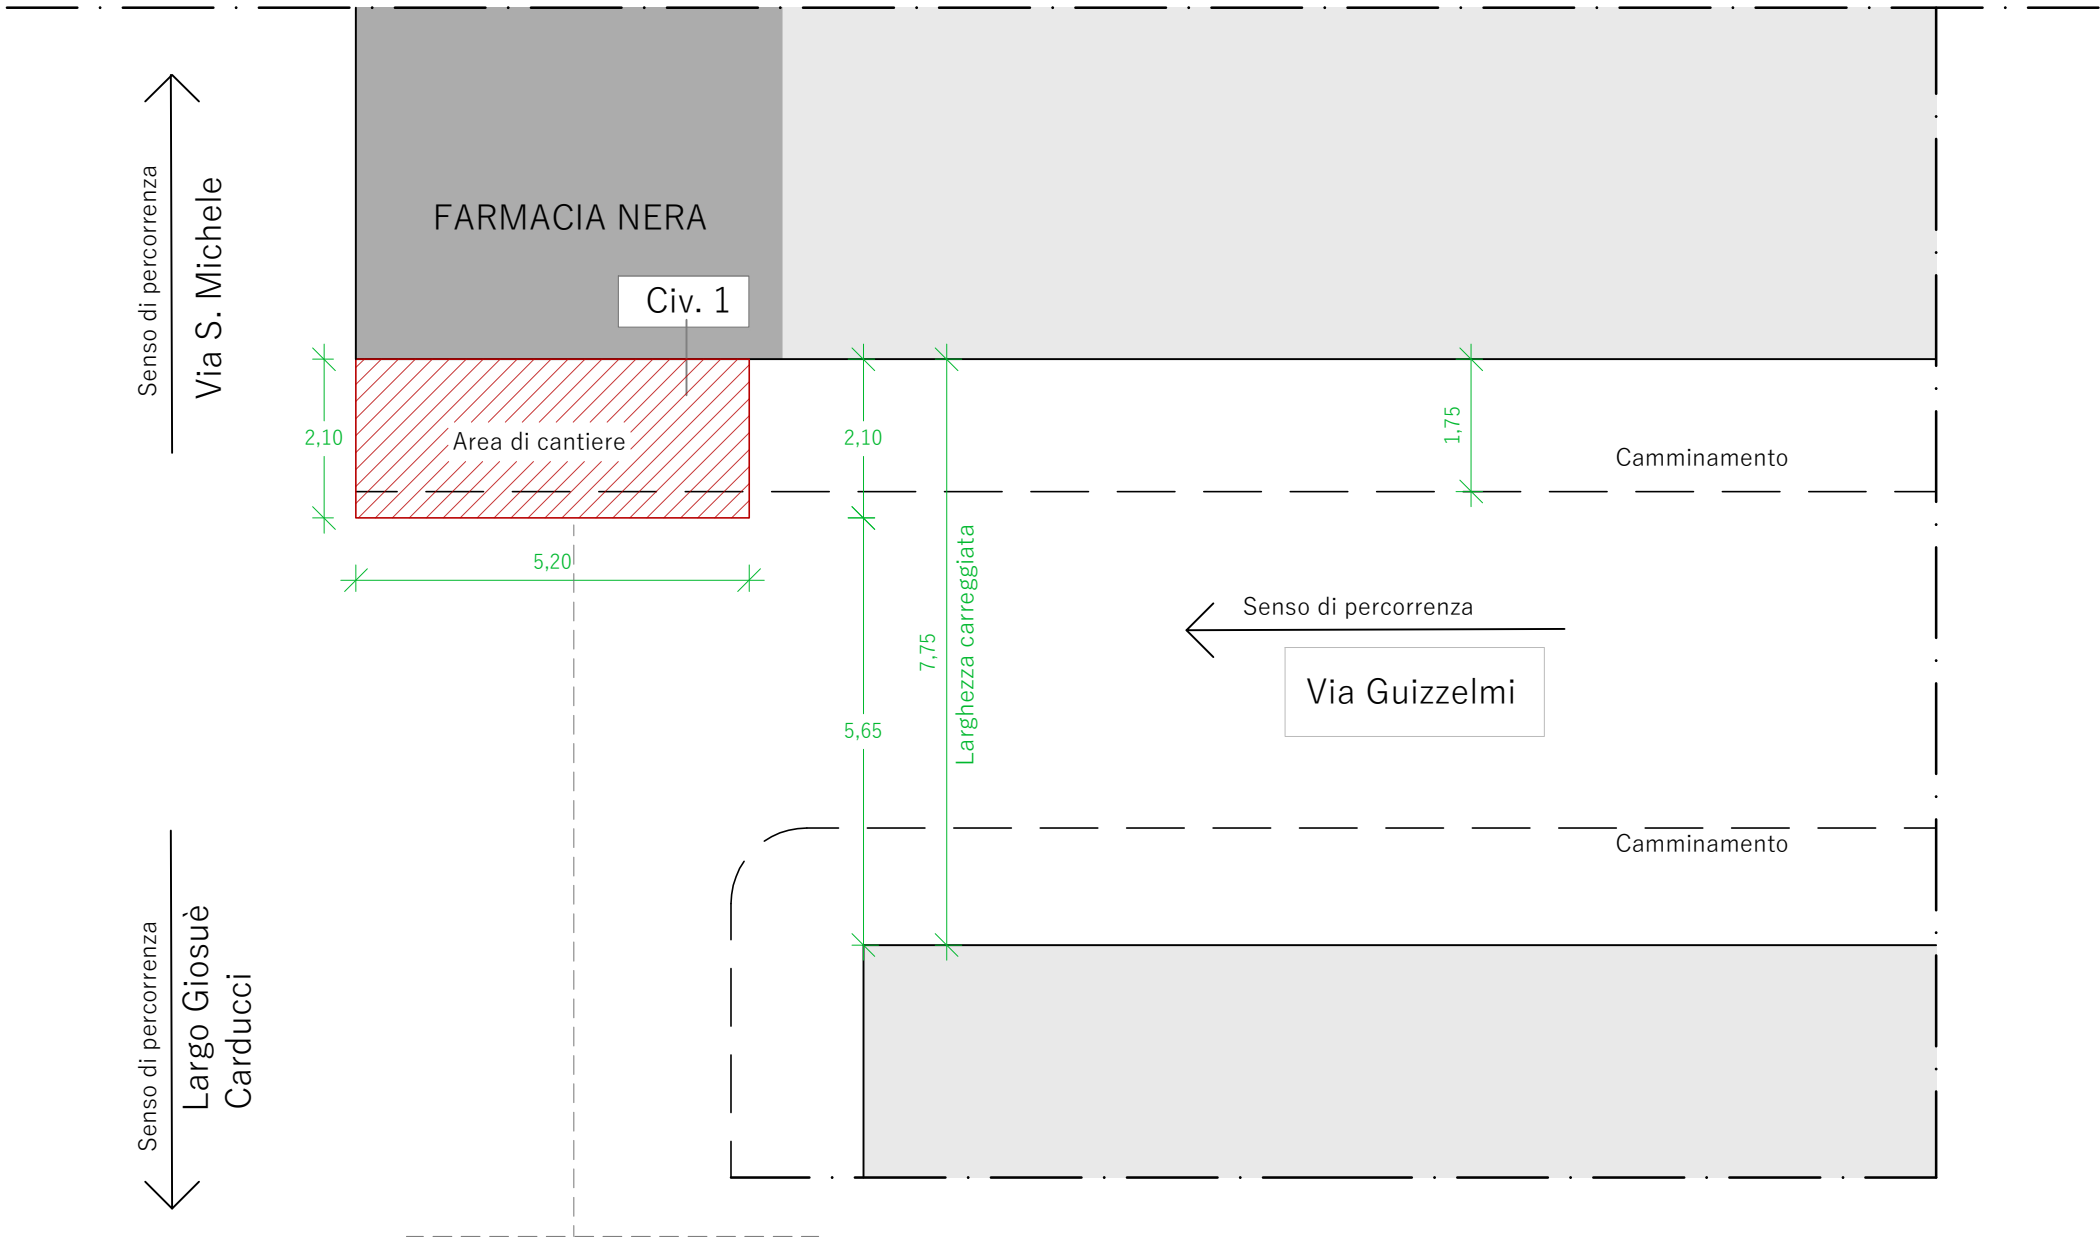 Senso di percorrenza
Via S. Michele
FARMACIA NERA
Civ. 1
2,10
Area di cantiere
2,10
1,75
Camminamento
5,20
Senso di percorrenza
Via Guizzelmi
7,75
Larghezza carreggiata
5,65
Camminamento
Senso di percorrenza
Largo Giosuè
Carducci